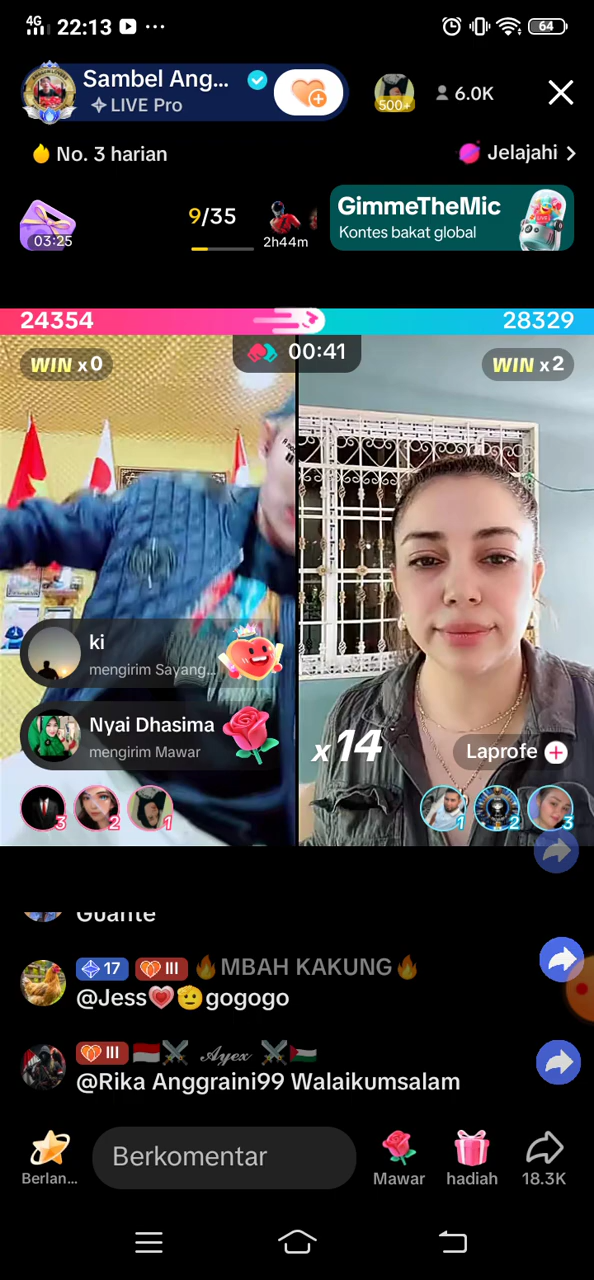 4G 22:13 ... 64
Sambel Ang...
LIVE Pro
500+
6.0K
No. 3 harian
Jelajahi >
03:25
9/35
2h44m
GimmeTheMic
Kontes bakat global
24354
28329
WIN x0
00:41
WIN x2
ki
mengirim Sayang...
Nyai Dhasima
mengirim Mawar
x14
Laprofe +
3 2 1
1 2 3
Guante
17 III 🔥MBAH KAKUNG🔥
@Jess💗🫡gogogo
III 🇮🇩⚔️ 𝒜𝓎𝑒𝓍 ⚔️🇵🇸
@Rika Anggraini99 Walaikumsalam
Berlan...
Berkomentar
Mawar
hadiah
18.3K